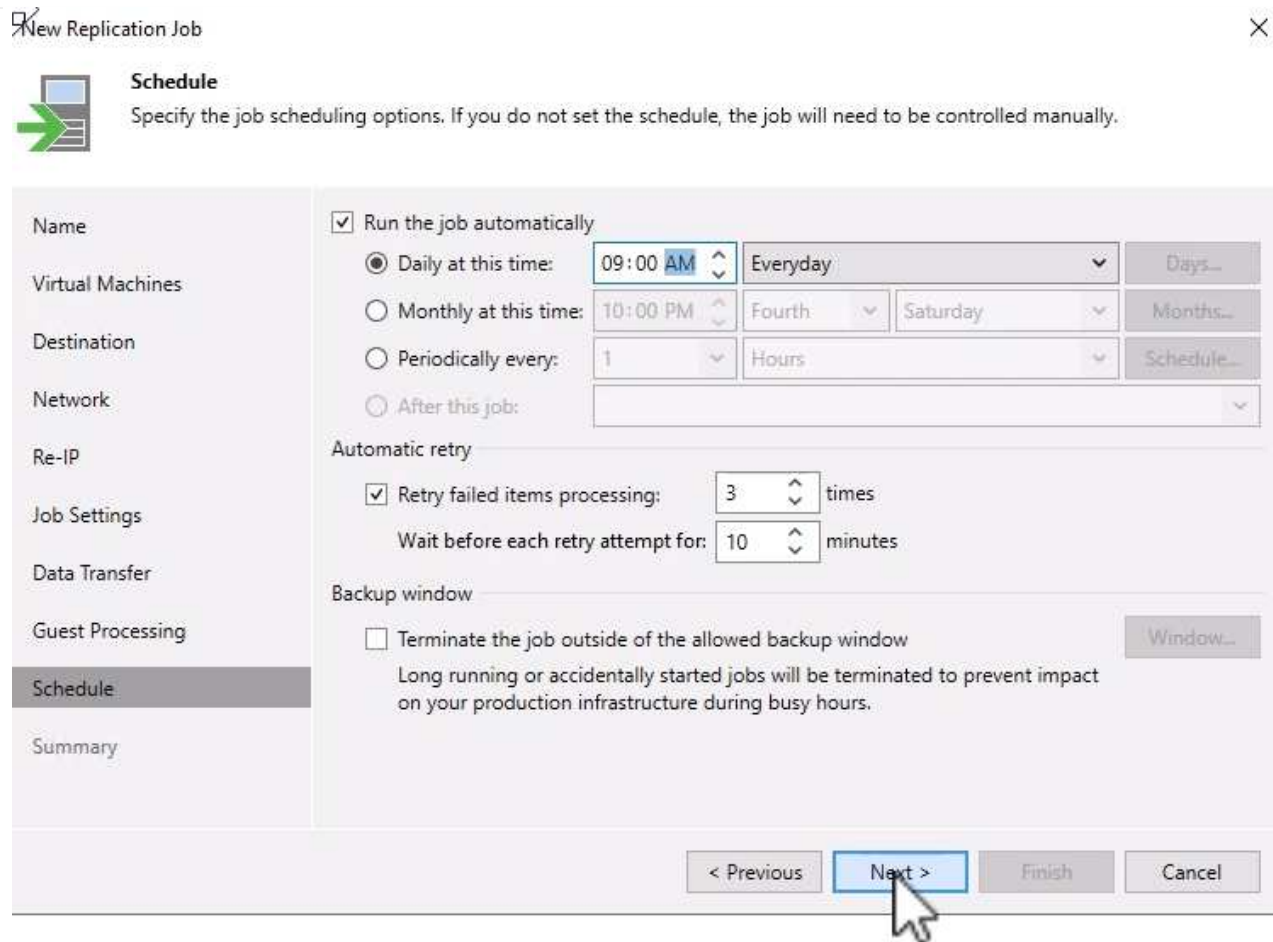 New Replication Job
Schedule
Specify the job scheduling options. If you do not set the schedule, the job will need to be controlled manually.
Name
Virtual Machines
Destination
Network
Re-IP
Job Settings
Data Transfer
Guest Processing
Schedule
Summary
Run the job automatically
Daily at this time: 09:00 AM Everyday Days...
Monthly at this time: 10:00 PM Fourth Saturday Months...
Periodically every: 1 Hours Schedule...
After this job:
Automatic retry
Retry failed items processing: 3 times
Wait before each retry attempt for: 10 minutes
Backup window
Terminate the job outside of the allowed backup window Window...
Long running or accidentally started jobs will be terminated to prevent impact
on your production infrastructure during busy hours.
< Previous Next > Finish Cancel